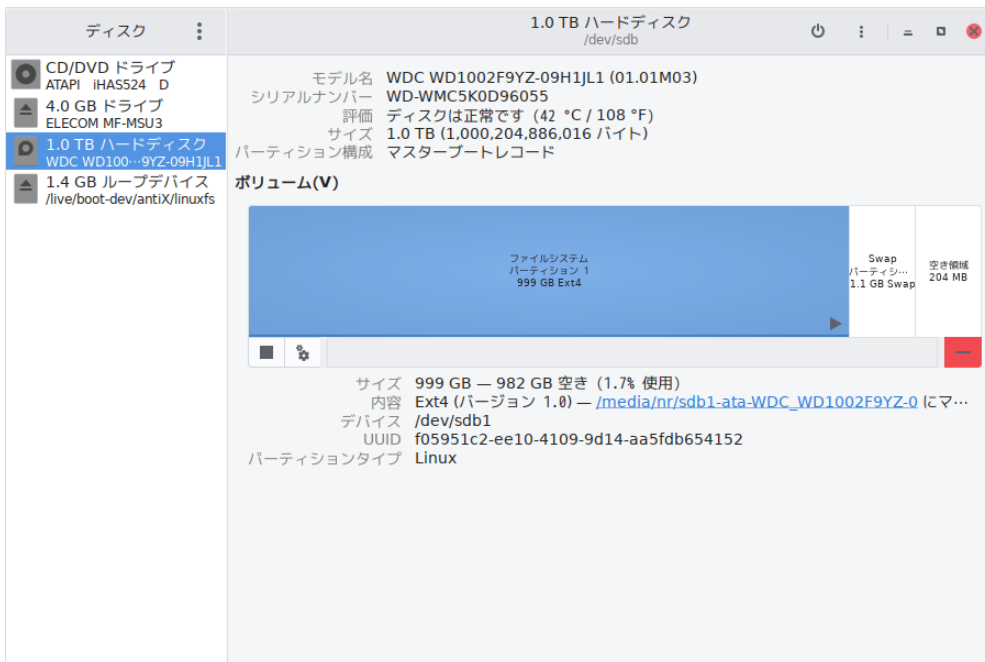 ディスク
1.0 TB ハードディスク
/dev/sdb
CD/DVD ドライブ
ATAPI iHAS524 D
4.0 GB ドライブ
ELECOM MF-MSU3
1.0 TB ハードディスク
WDC WD100…9YZ-09H1JL1
1.4 GB ループデバイス
/live/boot-dev/antiX/linuxfs
モデル名 WDC WD1002F9YZ-09H1JL1 (01.01M03)
シリアルナンバー WD-WMC5K0D96055
評価 ディスクは正常です (42 °C / 108 °F)
サイズ 1.0 TB (1,000,204,886,016 バイト)
パーティション構成 マスターブートレコード
ボリューム(V)
ファイルシステム
パーティション 1
999 GB Ext4
Swap
パーティシ…
1.1 GB Swap
空き領域
204 MB
サイズ 999 GB — 982 GB 空き (1.7% 使用)
内容 Ext4 (バージョン 1.0) — /media/nr/sdb1-ata-WDC_WD1002F9YZ-0 にマ…
デバイス /dev/sdb1
UUID f05951c2-ee10-4109-9d14-aa5fdb654152
パーティションタイプ Linux